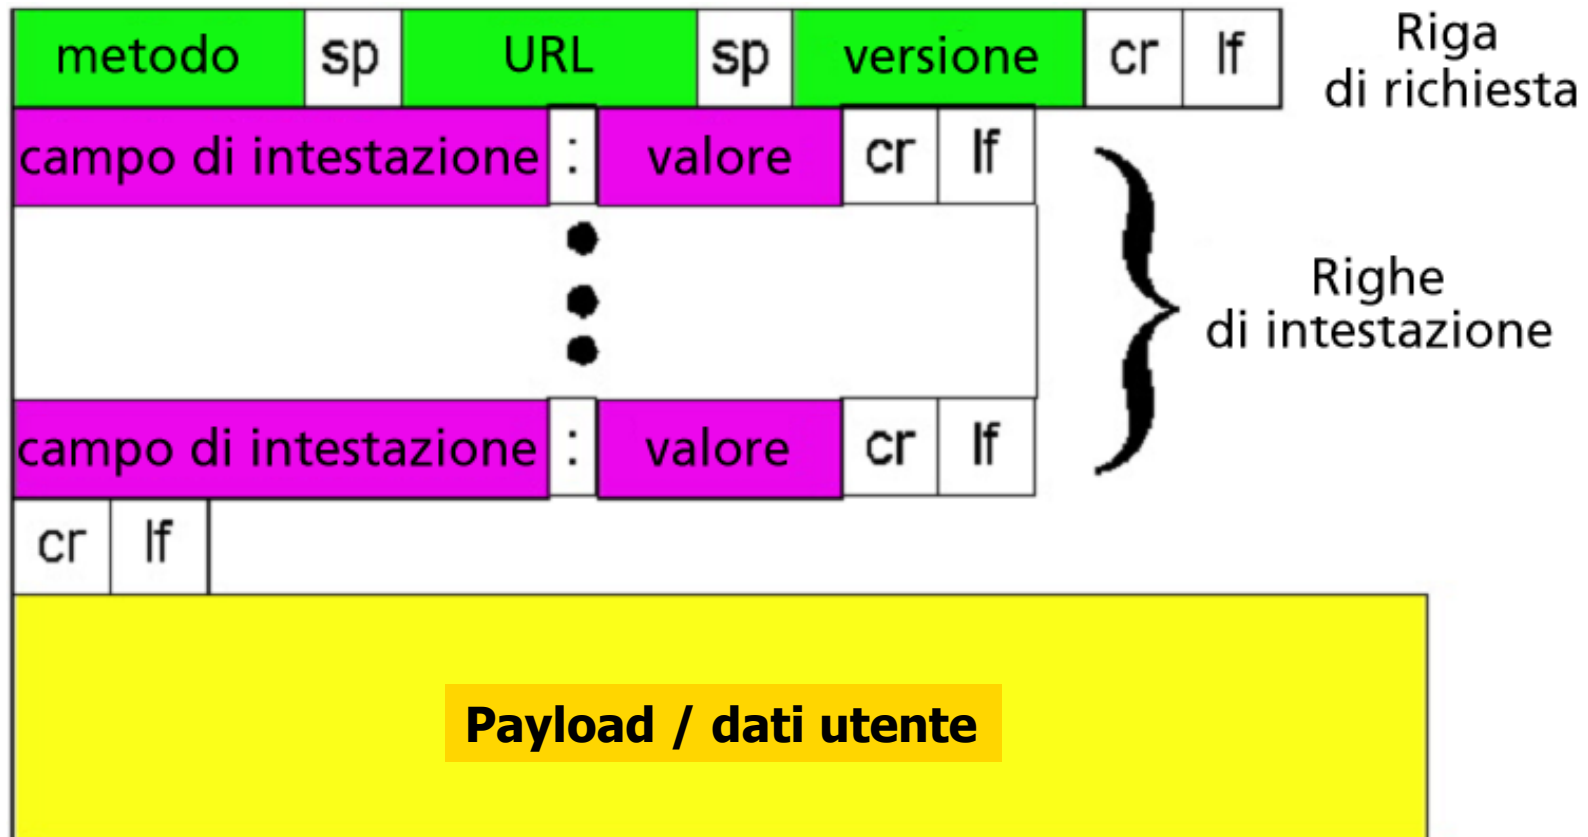 metodo sp URL sp versione cr lf
Riga
di richiesta
campo di intestazione : valore cr lf
Righe
di intestazione
campo di intestazione : valore cr lf
cr lf
Payload / dati utente